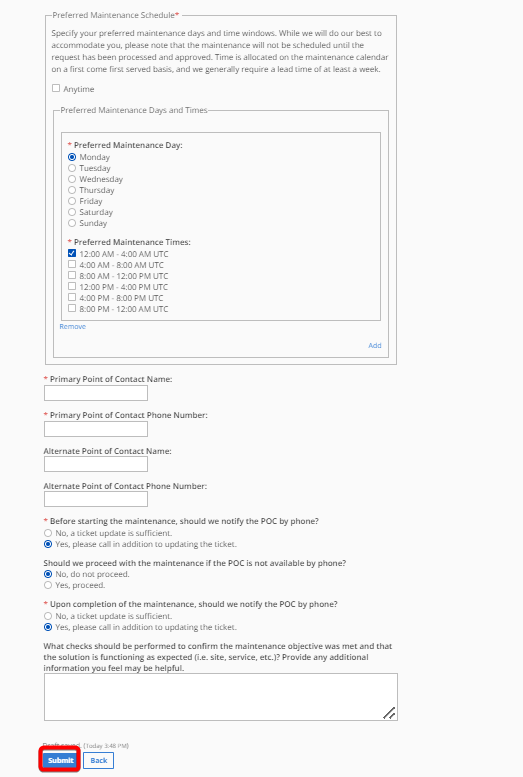 Preferred Maintenance Schedule*
Specify your preferred maintenance days and time windows. While we will do our best to
accommodate you, please note that the maintenance will not be scheduled until the
request has been processed and approved. Time is allocated on the maintenance calendar
on a first come first served basis, and we generally require a lead time of at least a week.
Anytime
Preferred Maintenance Days and Times
* Preferred Maintenance Day:
Monday
Tuesday
Wednesday
Thursday
Friday
Saturday
Sunday
* Preferred Maintenance Times:
12:00 AM - 4:00 AM UTC
4:00 AM - 8:00 AM UTC
8:00 AM - 12:00 PM UTC
12:00 PM - 4:00 PM UTC
4:00 PM - 8:00 PM UTC
8:00 PM - 12:00 AM UTC
Remove
Add
* Primary Point of Contact Name:
* Primary Point of Contact Phone Number:
Alternate Point of Contact Name:
Alternate Point of Contact Phone Number:
* Before starting the maintenance, should we notify the POC by phone?
No, a ticket update is sufficient.
Yes, please call in addition to updating the ticket.
Should we proceed with the maintenance if the POC is not available by phone?
No, do not proceed.
Yes, proceed.
* Upon completion of the maintenance, should we notify the POC by phone?
No, a ticket update is sufficient.
Yes, please call in addition to updating the ticket.
What checks should be performed to confirm the maintenance objective was met and that
the solution is functioning as expected (i.e. site, service, etc.)? Provide any additional
information you feel may be helpful.
Draft saved. (Today 3:48 PM)
Submit Back